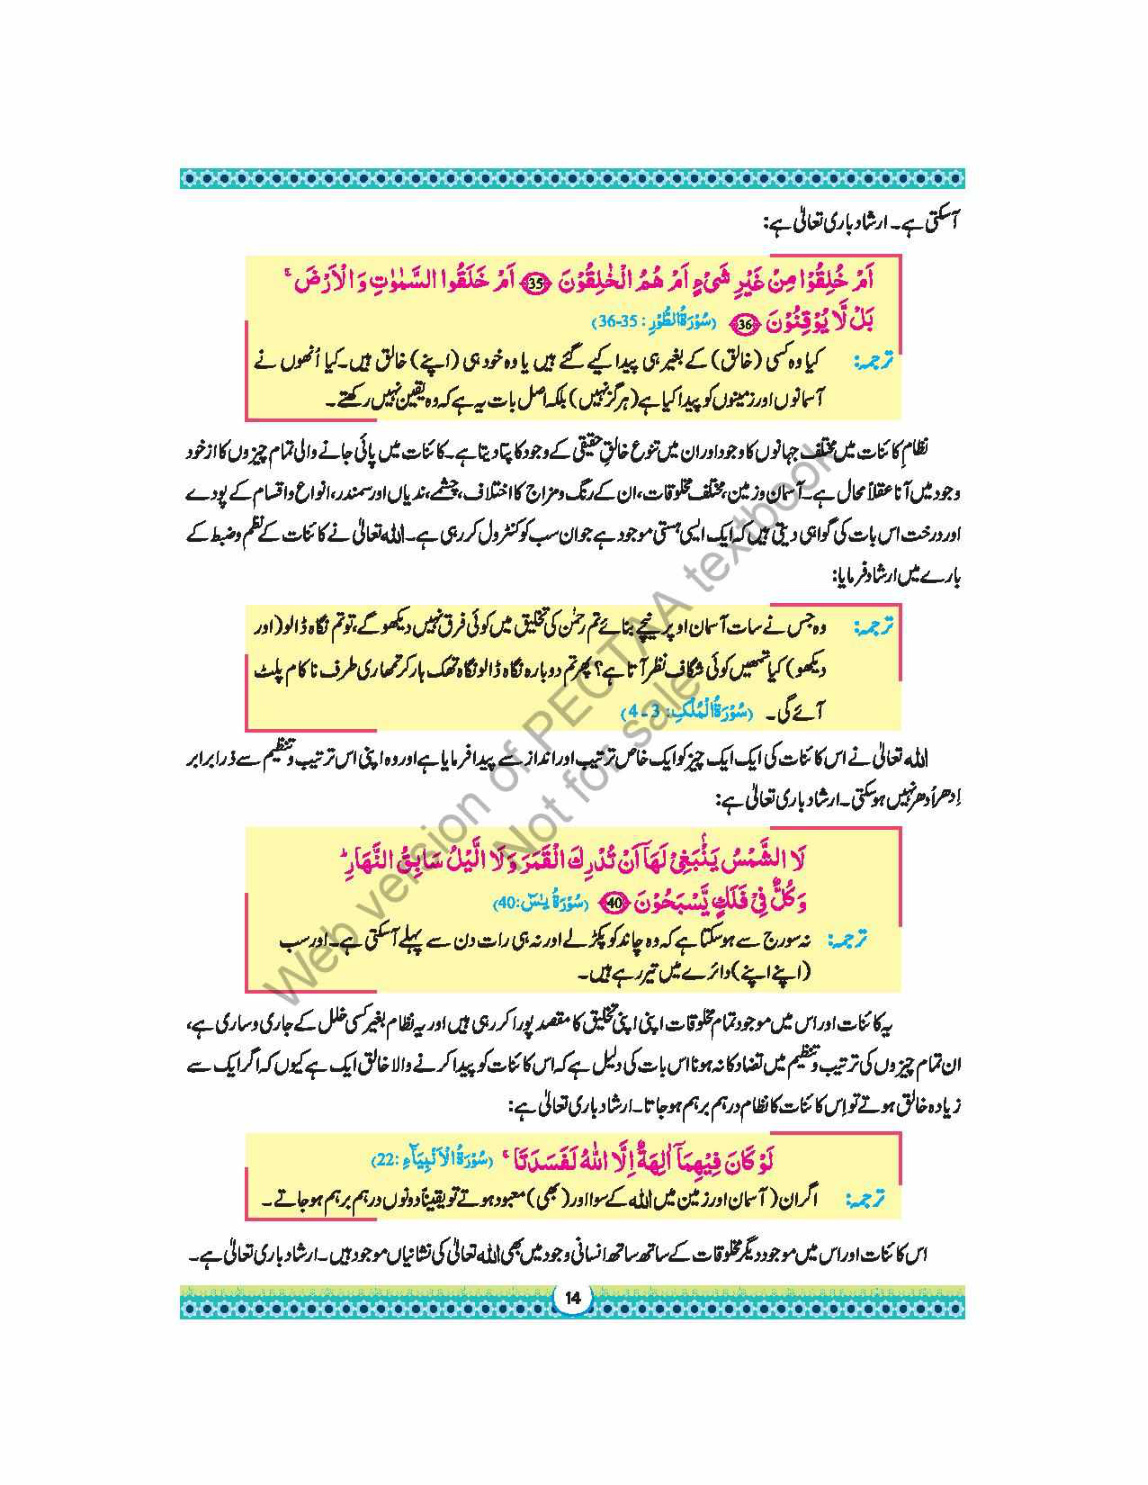 آسکتی ہے۔ ارشاد باری تعالیٰ ہے:
اَمْ خُلِقُوْا مِنْ غَيْرِ شَيْءٍ اَمْ هُمُ الْخٰلِقُوْنَ ﴿35﴾ اَمْ خَلَقُوا السَّمٰوٰتِ وَالْاَرْضَ ۚ
بَلْ لَّا يُوْقِنُوْنَ ﴿36﴾ (سُوْرَةُ الطُّوْرِ: 35-36)
ترجمہ: کیا وہ کسی (خالق) کے بغیر ہی پیدا کیے گئے ہیں یا وہ خود ہی (اپنے) خالق ہیں۔ کیا اُنھوں نے
آسمانوں اور زمینوں کو پیدا کیا ہے (ہرگز نہیں) بلکہ اصل بات یہ ہے کہ وہ یقین نہیں رکھتے۔
نظامِ کائنات میں مختلف جہانوں کا وجود اور ان میں تنوع خالقِ حقیقی کے وجود کا پتا دیتا ہے۔ کائنات میں پائی جانے والی تمام چیزوں کا از خود
وجود میں آنا عقلاً محال ہے۔ آسمان و زمین، مختلف مخلوقات، ان کے رنگ و مزاج کا اختلاف، چشمے، ندیاں اور سمندر، انواع و اقسام کے پودے
اور درخت اس بات کی گواہی دیتی ہیں کہ ایک ایسی ہستی موجود ہے جو ان سب کو کنٹرول کر رہی ہے۔ اللہ تعالیٰ نے کائنات کے نظم و ضبط کے
بارے میں ارشاد فرمایا:
ترجمہ: وہ جس نے سات آسمان اوپر نیچے بنائے تم رحمٰن کی تخلیق میں کوئی فرق نہیں دیکھو گے، تو تم نگاہ ڈالو (اور
دیکھو) کیا تمھیں کوئی شگاف نظر آتا ہے؟ پھر تم دوبارہ نگاہ ڈالو نگاہ تھک ہار کر تمھاری طرف ناکام پلٹ
آئے گی۔ (سُوْرَةُ الْمُلْكِ: 3-4)
اللہ تعالیٰ نے اس کائنات کی ایک ایک چیز کو ایک خاص ترتیب اور انداز سے پیدا فرمایا ہے اور وہ اپنی اس ترتیب و تنظیم سے ذرا برابر
اِدھر اُدھر نہیں ہو سکتی۔ ارشاد باری تعالیٰ ہے:
لَا الشَّمْسُ يَنْۢبَغِيْ لَهَاۤ اَنْ تُدْرِكَ الْقَمَرَ وَلَا الَّيْلُ سَابِقُ النَّهَارِ ؕ
وَكُلٌّ فِيْ فَلَكٍ يَّسْبَحُوْنَ ﴿40﴾ (سُوْرَةُ يٰسٓ: 40)
ترجمہ: نہ سورج سے ہو سکتا ہے کہ وہ چاند کو پکڑ لے اور نہ ہی رات دن سے پہلے آسکتی ہے۔ اور سب
(اپنے اپنے) دائرے میں تیر رہے ہیں۔
یہ کائنات اور اس میں موجود تمام مخلوقات اپنی اپنی تخلیق کا مقصد پورا کر رہی ہیں اور یہ نظام بغیر کسی خلل کے جاری و ساری ہے،
ان تمام چیزوں کی ترتیب و تنظیم میں تضاد کا نہ ہونا اس بات کی دلیل ہے کہ اس کائنات کو پیدا کرنے والا خالق ایک ہے کیوں کہ اگر ایک سے
زیادہ خالق ہوتے تو اِس کائنات کا نظام درہم برہم ہو جاتا۔ ارشاد باری تعالیٰ ہے:
لَوْ كَانَ فِيْهِمَاۤ اٰلِهَةٌ اِلَّا اللّٰهُ لَفَسَدَتَا ۚ (سُوْرَةُ الْاَنْبِيَآءِ: 22)
ترجمہ: اگر ان (آسمان اور زمین میں اللہ کے سوا اور (بھی) معبود ہوتے تو یقیناً دونوں درہم برہم ہو جاتے۔
اس کائنات اور اس میں موجود دیگر مخلوقات کے ساتھ ساتھ انسانی وجود میں بھی اللہ تعالیٰ کی نشانیاں موجود ہیں۔ ارشاد باری تعالیٰ ہے۔
14
Web version of PECTAA textbook
Not for sale